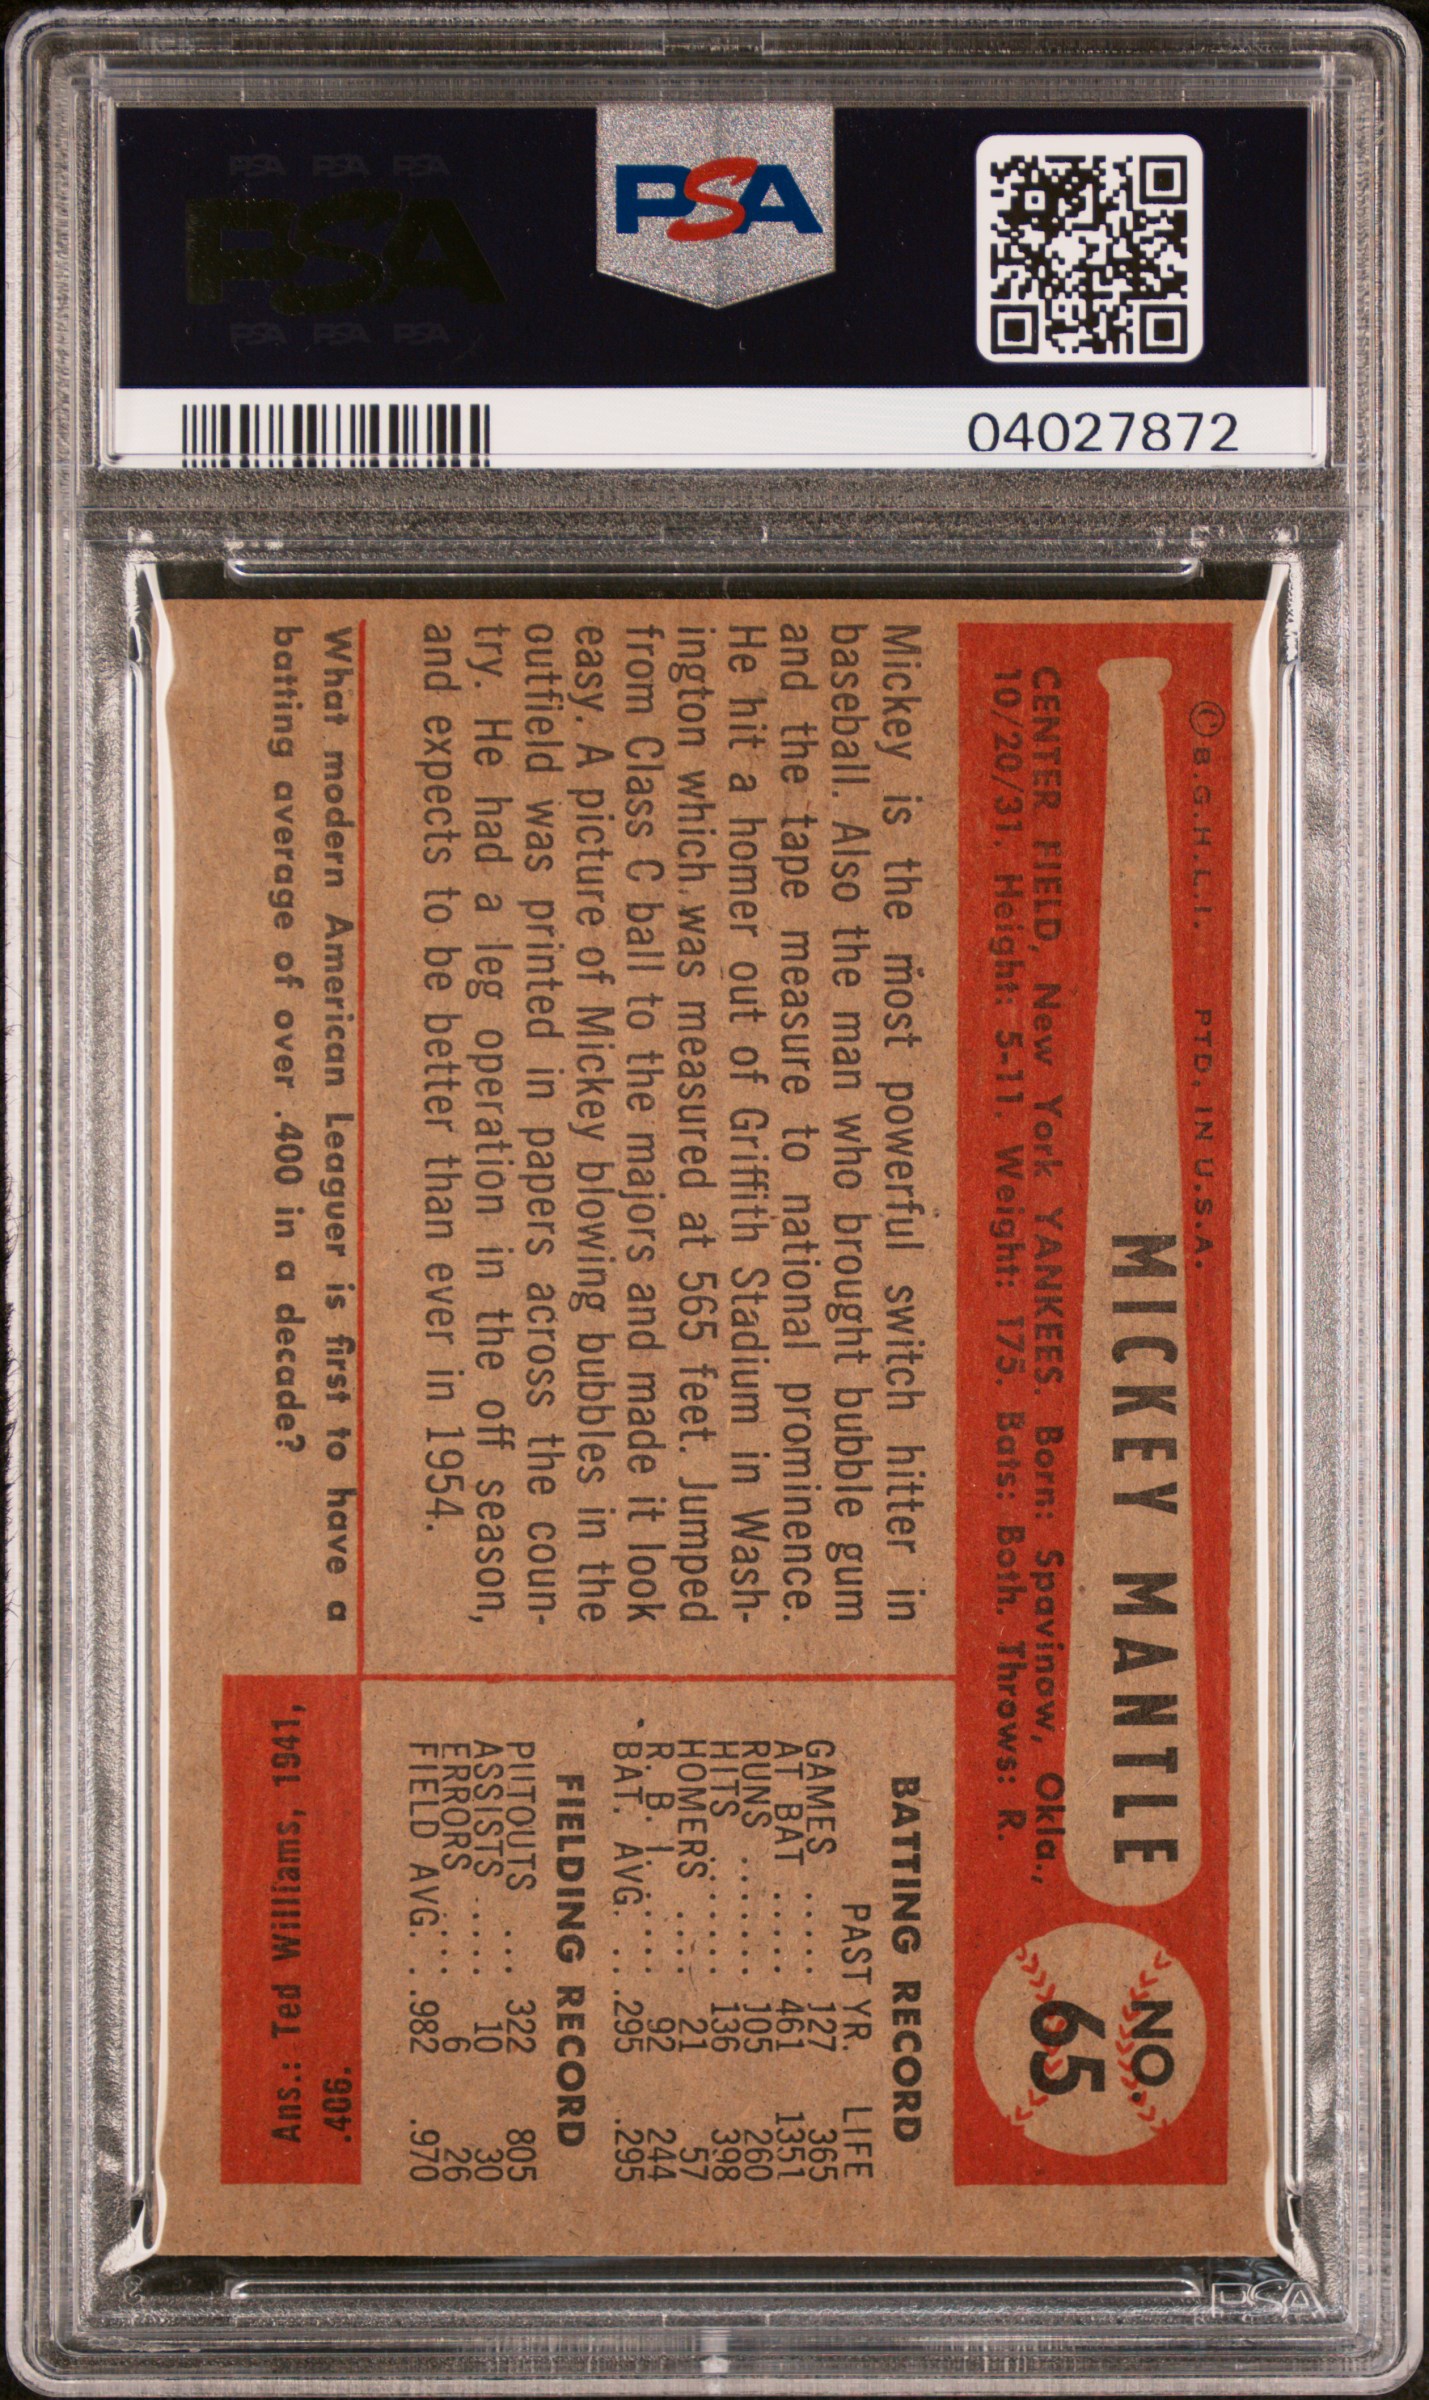 PSA PSA PSA
PSA
PSA PSA PSA
PSA
04027872
© B.G.H.L.I. PTD. IN U.S.A.
MICKEY MANTLE
NO.
65
CENTER FIELD, New York YANKEES. Born: Spavinaw, Okla.,
10/20/31. Height: 5-11. Weight: 175. Bats: Both. Throws: R.
Mickey is the most powerful switch hitter in
baseball. Also the man who brought bubble gum
and the tape measure to national prominence.
He hit a homer out of Griffith Stadium in Wash-
ington which was measured at 565 feet. Jumped
from Class C ball to the majors and made it look
easy. A picture of Mickey blowing bubbles in the
outfield was printed in papers across the coun-
try. He had a leg operation in the off season,
and expects to be better than ever in 1954.
BATTING RECORD
PAST YR. LIFE
GAMES ..... 127 365
AT BAT ..... 461 1351
RUNS ....... 105 260
HITS ....... 136 398
HOMERS .... 21 57
R. B. I. ..... 92 244
BAT. AVG. .. .295 .295
FIELDING RECORD
PUTOUTS ... 322 805
ASSISTS .... 10 30
ERRORS .... 6 26
FIELD AVG. .. .982 .970
What modern American Leaguer is first to have a
batting average of over .400 in a decade?
Ans.: Ted Williams, 1941,
.406.
PSA